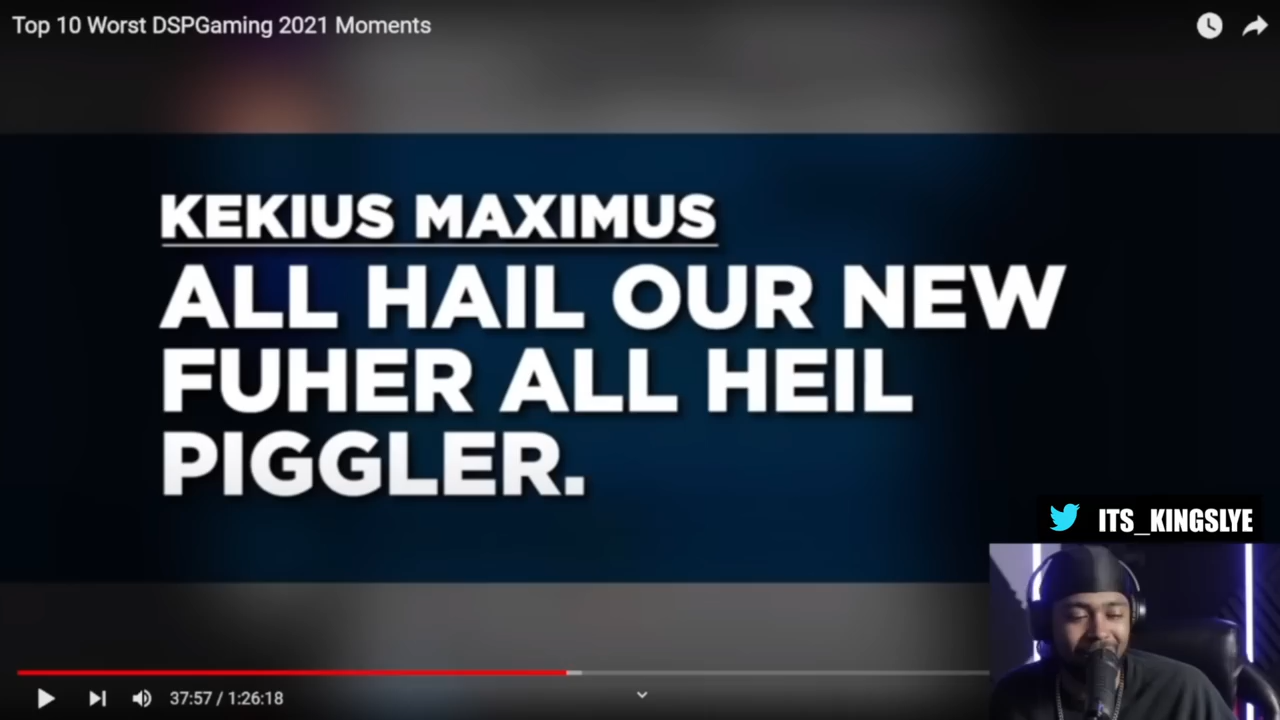 Top 10 Worst DSPGaming 2021 Moments
KEKIUS MAXIMUS
ALL HAIL OUR NEW
FUHER ALL HEIL
PIGGLER.
ITS_KINGSLYE
37:57 / 1:26:18